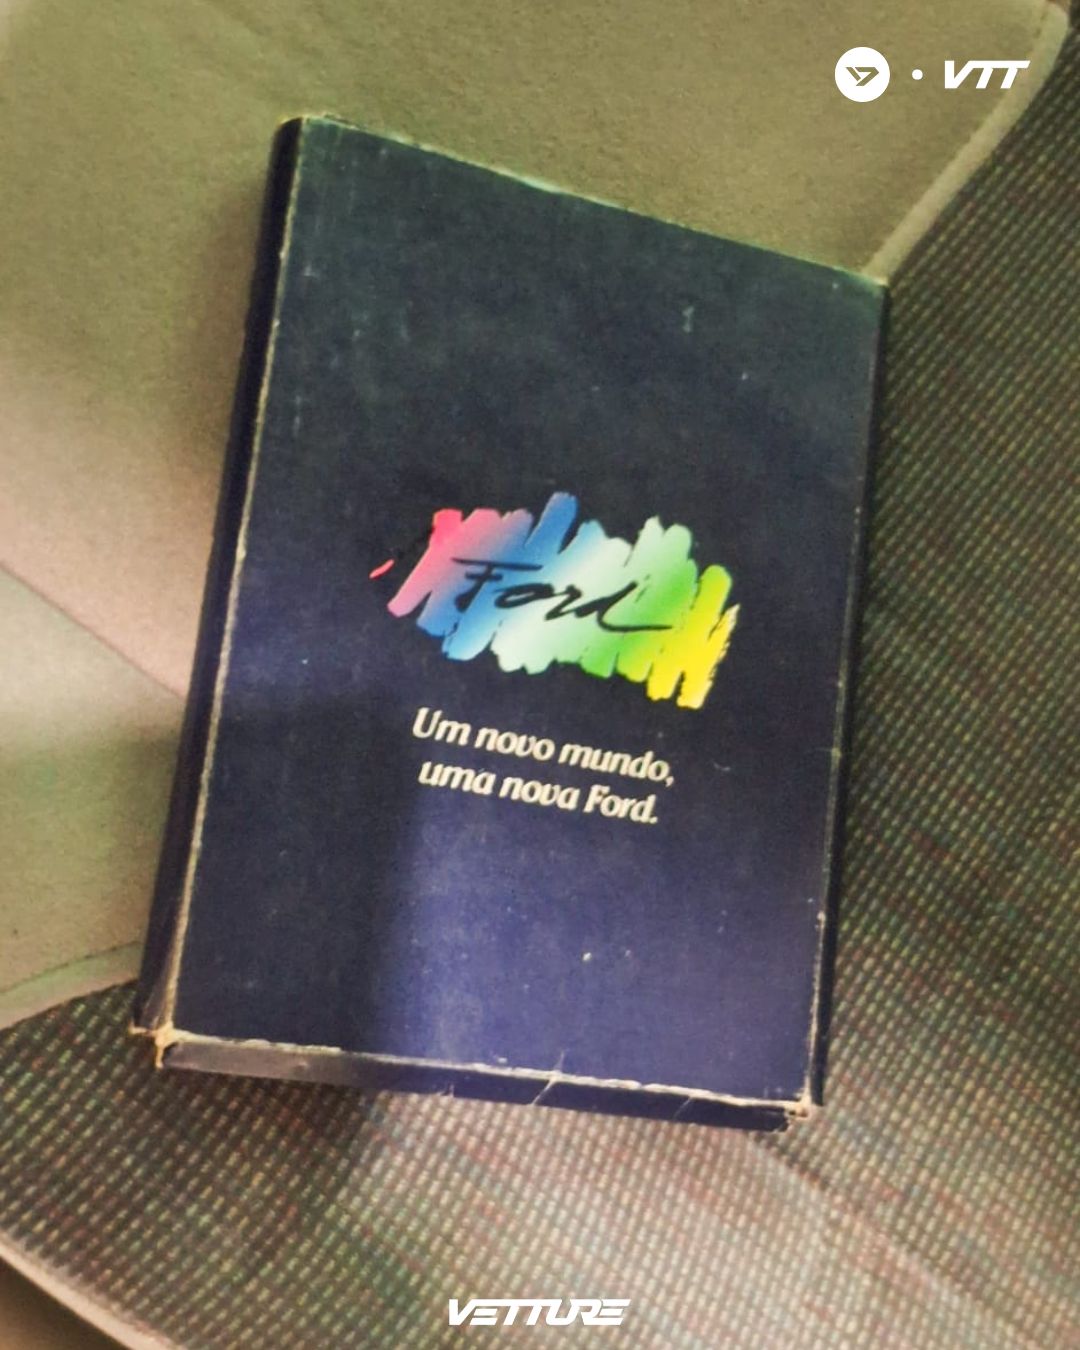 VTT
Ford
Um novo mundo,
uma nova Ford.
VETTURE